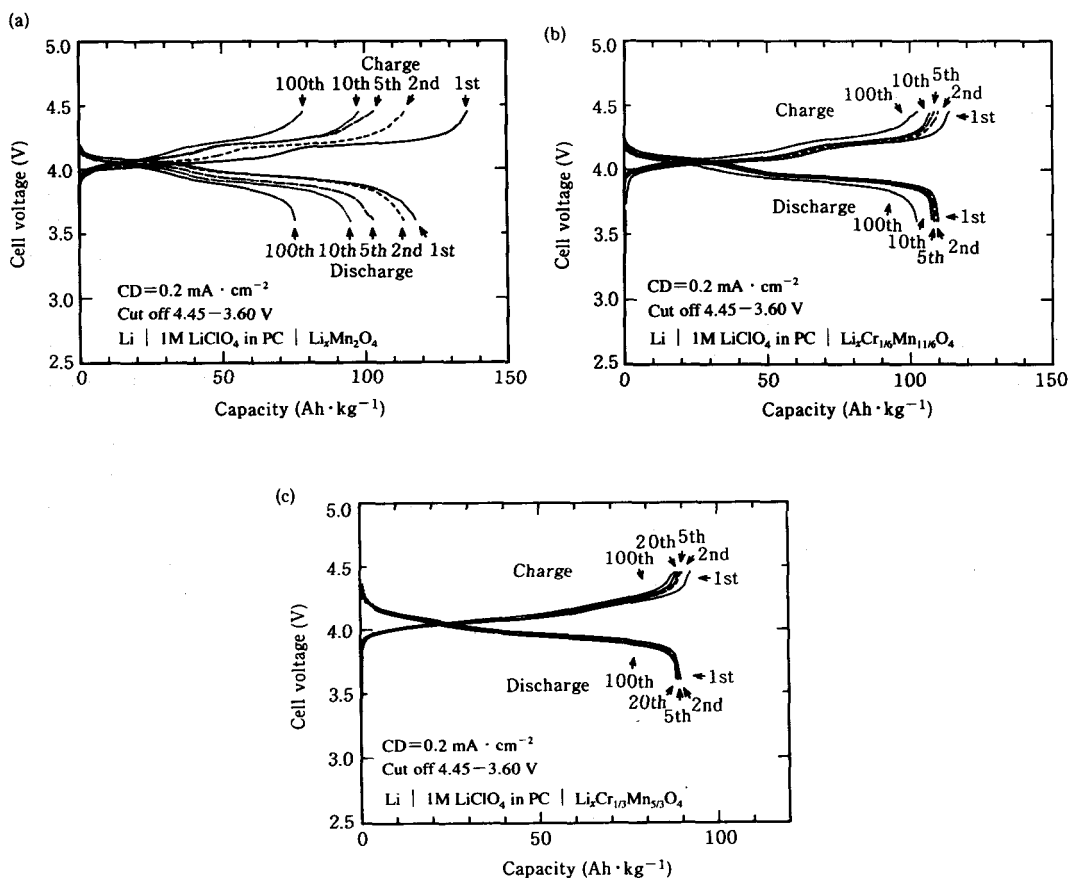 (a)
5.0
4.5
4.0
3.5
3.0
2.5
Cell voltage (V)
Charge
100th 10th 5th 2nd 1st
100th 10th 5th 2nd 1st
Discharge
CD=0.2 mA · cm⁻²
Cut off 4.45−3.60 V
Li | 1M LiClO₄ in PC | LiₓMn₂O₄
0 50 100 150
Capacity (Ah·kg⁻¹)
(b)
5.0
4.5
4.0
3.5
3.0
2.5
Cell voltage (V)
Charge
100th 10th 5th 2nd 1st
Discharge
100th 10th 5th 2nd 1st
CD=0.2 mA · cm⁻²
Cut off 4.45−3.60 V
Li | 1M LiClO₄ in PC | LiₓCr₁/₆Mn₁₁/₆O₄
0 50 100 150
Capacity (Ah·kg⁻¹)
(c)
5.0
4.5
4.0
3.5
3.0
2.5
Cell voltage (V)
Charge
100th 20th 5th 2nd 1st
Discharge
100th 20th 5th 2nd 1st
CD=0.2 mA · cm⁻²
Cut off 4.45−3.60 V
Li | 1M LiClO₄ in PC | LiₓCr₁/₃Mn₅/₃O₄
0 50 100
Capacity (Ah·kg⁻¹)